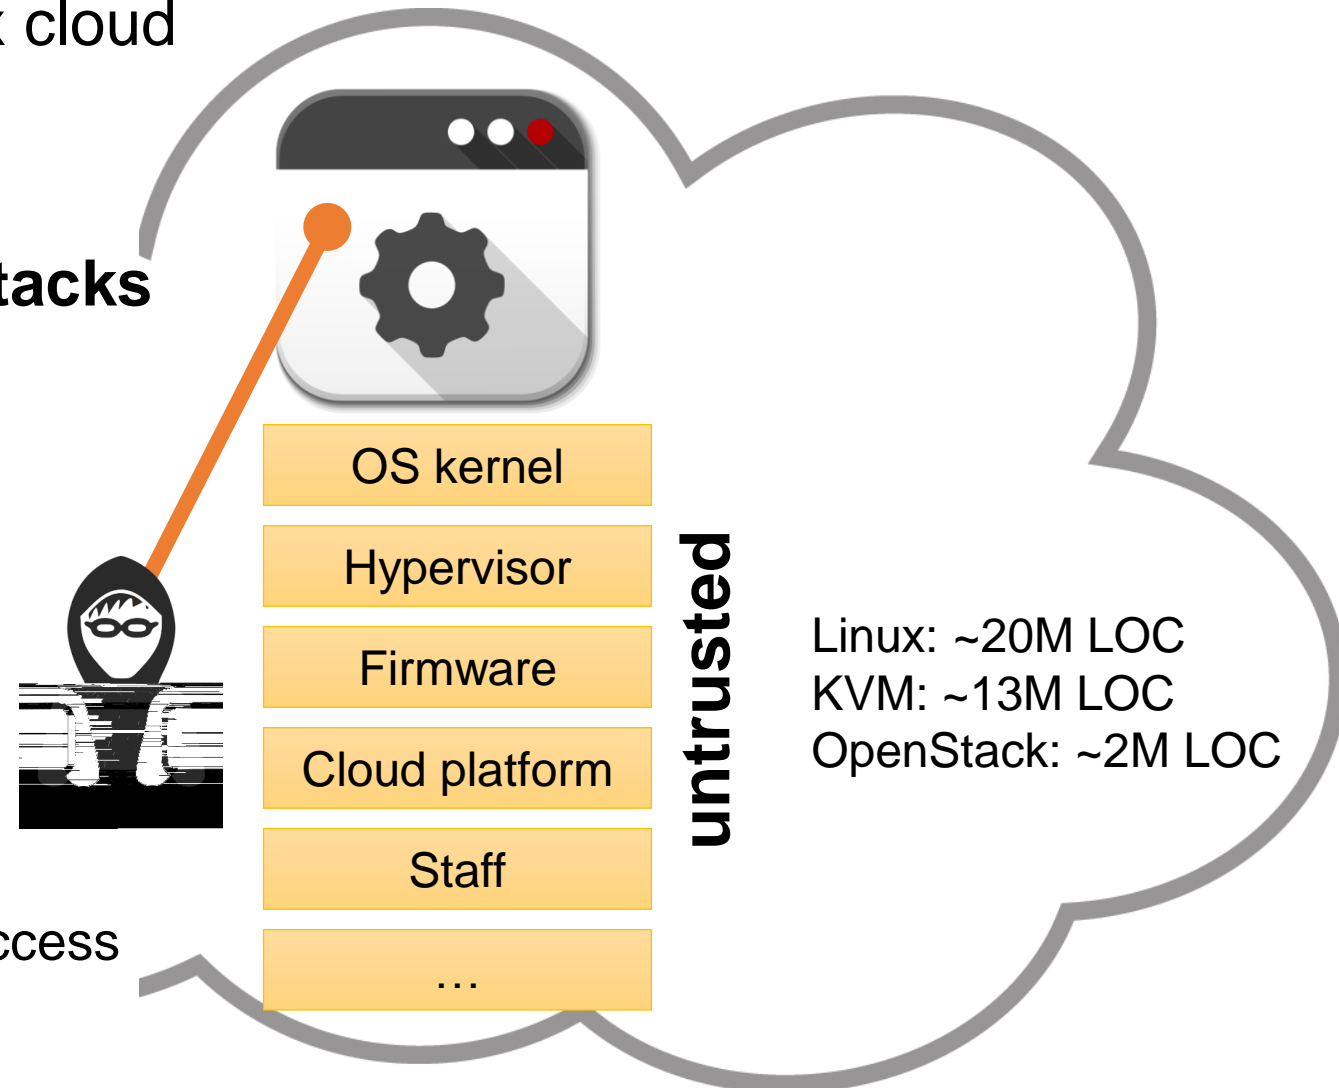 x cloud
tacks
OS kernel
Hypervisor
Firmware
Cloud platform
Staff
…
untrusted
Linux: ~20M LOC
KVM: ~13M LOC
OpenStack: ~2M LOC
ccess